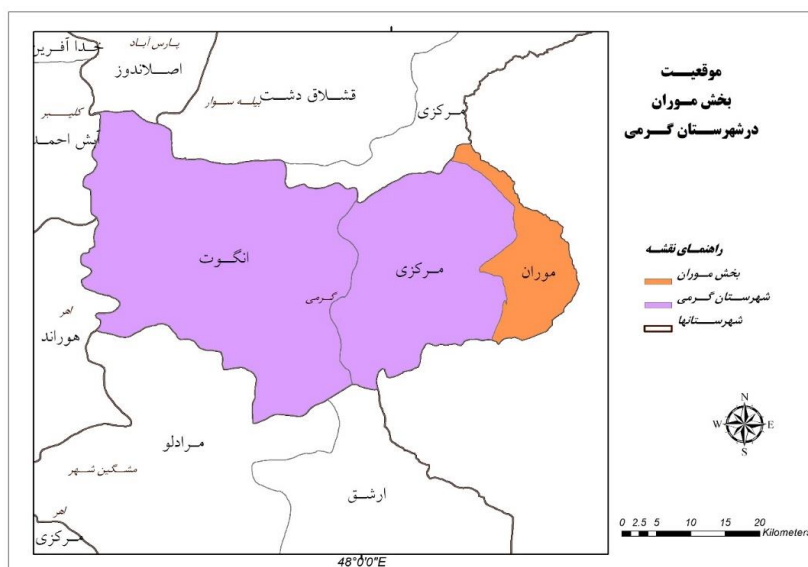 موقعیت
بخش موران
درشهرستان گرمی
راهنمای نقشه
بخش موران
شهرستان گرمی
شهرستانها
N
W E
S
0 2.5 5 10 15 20
Kilometers
خدا آفرین
پارس آباد
اصلاندوز
قشلاق دشت
بیله سوار
مرکزی
کلیبر
آبش احمد
انگوت
مرکزی
موران
گرمی
اهر
هوراند
مرادلو
مشگین شهر
ارشق
اهر
مرکزی
48°0'0"E